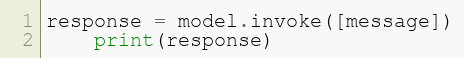 1 response = model.invoke([message])
2     print(response)